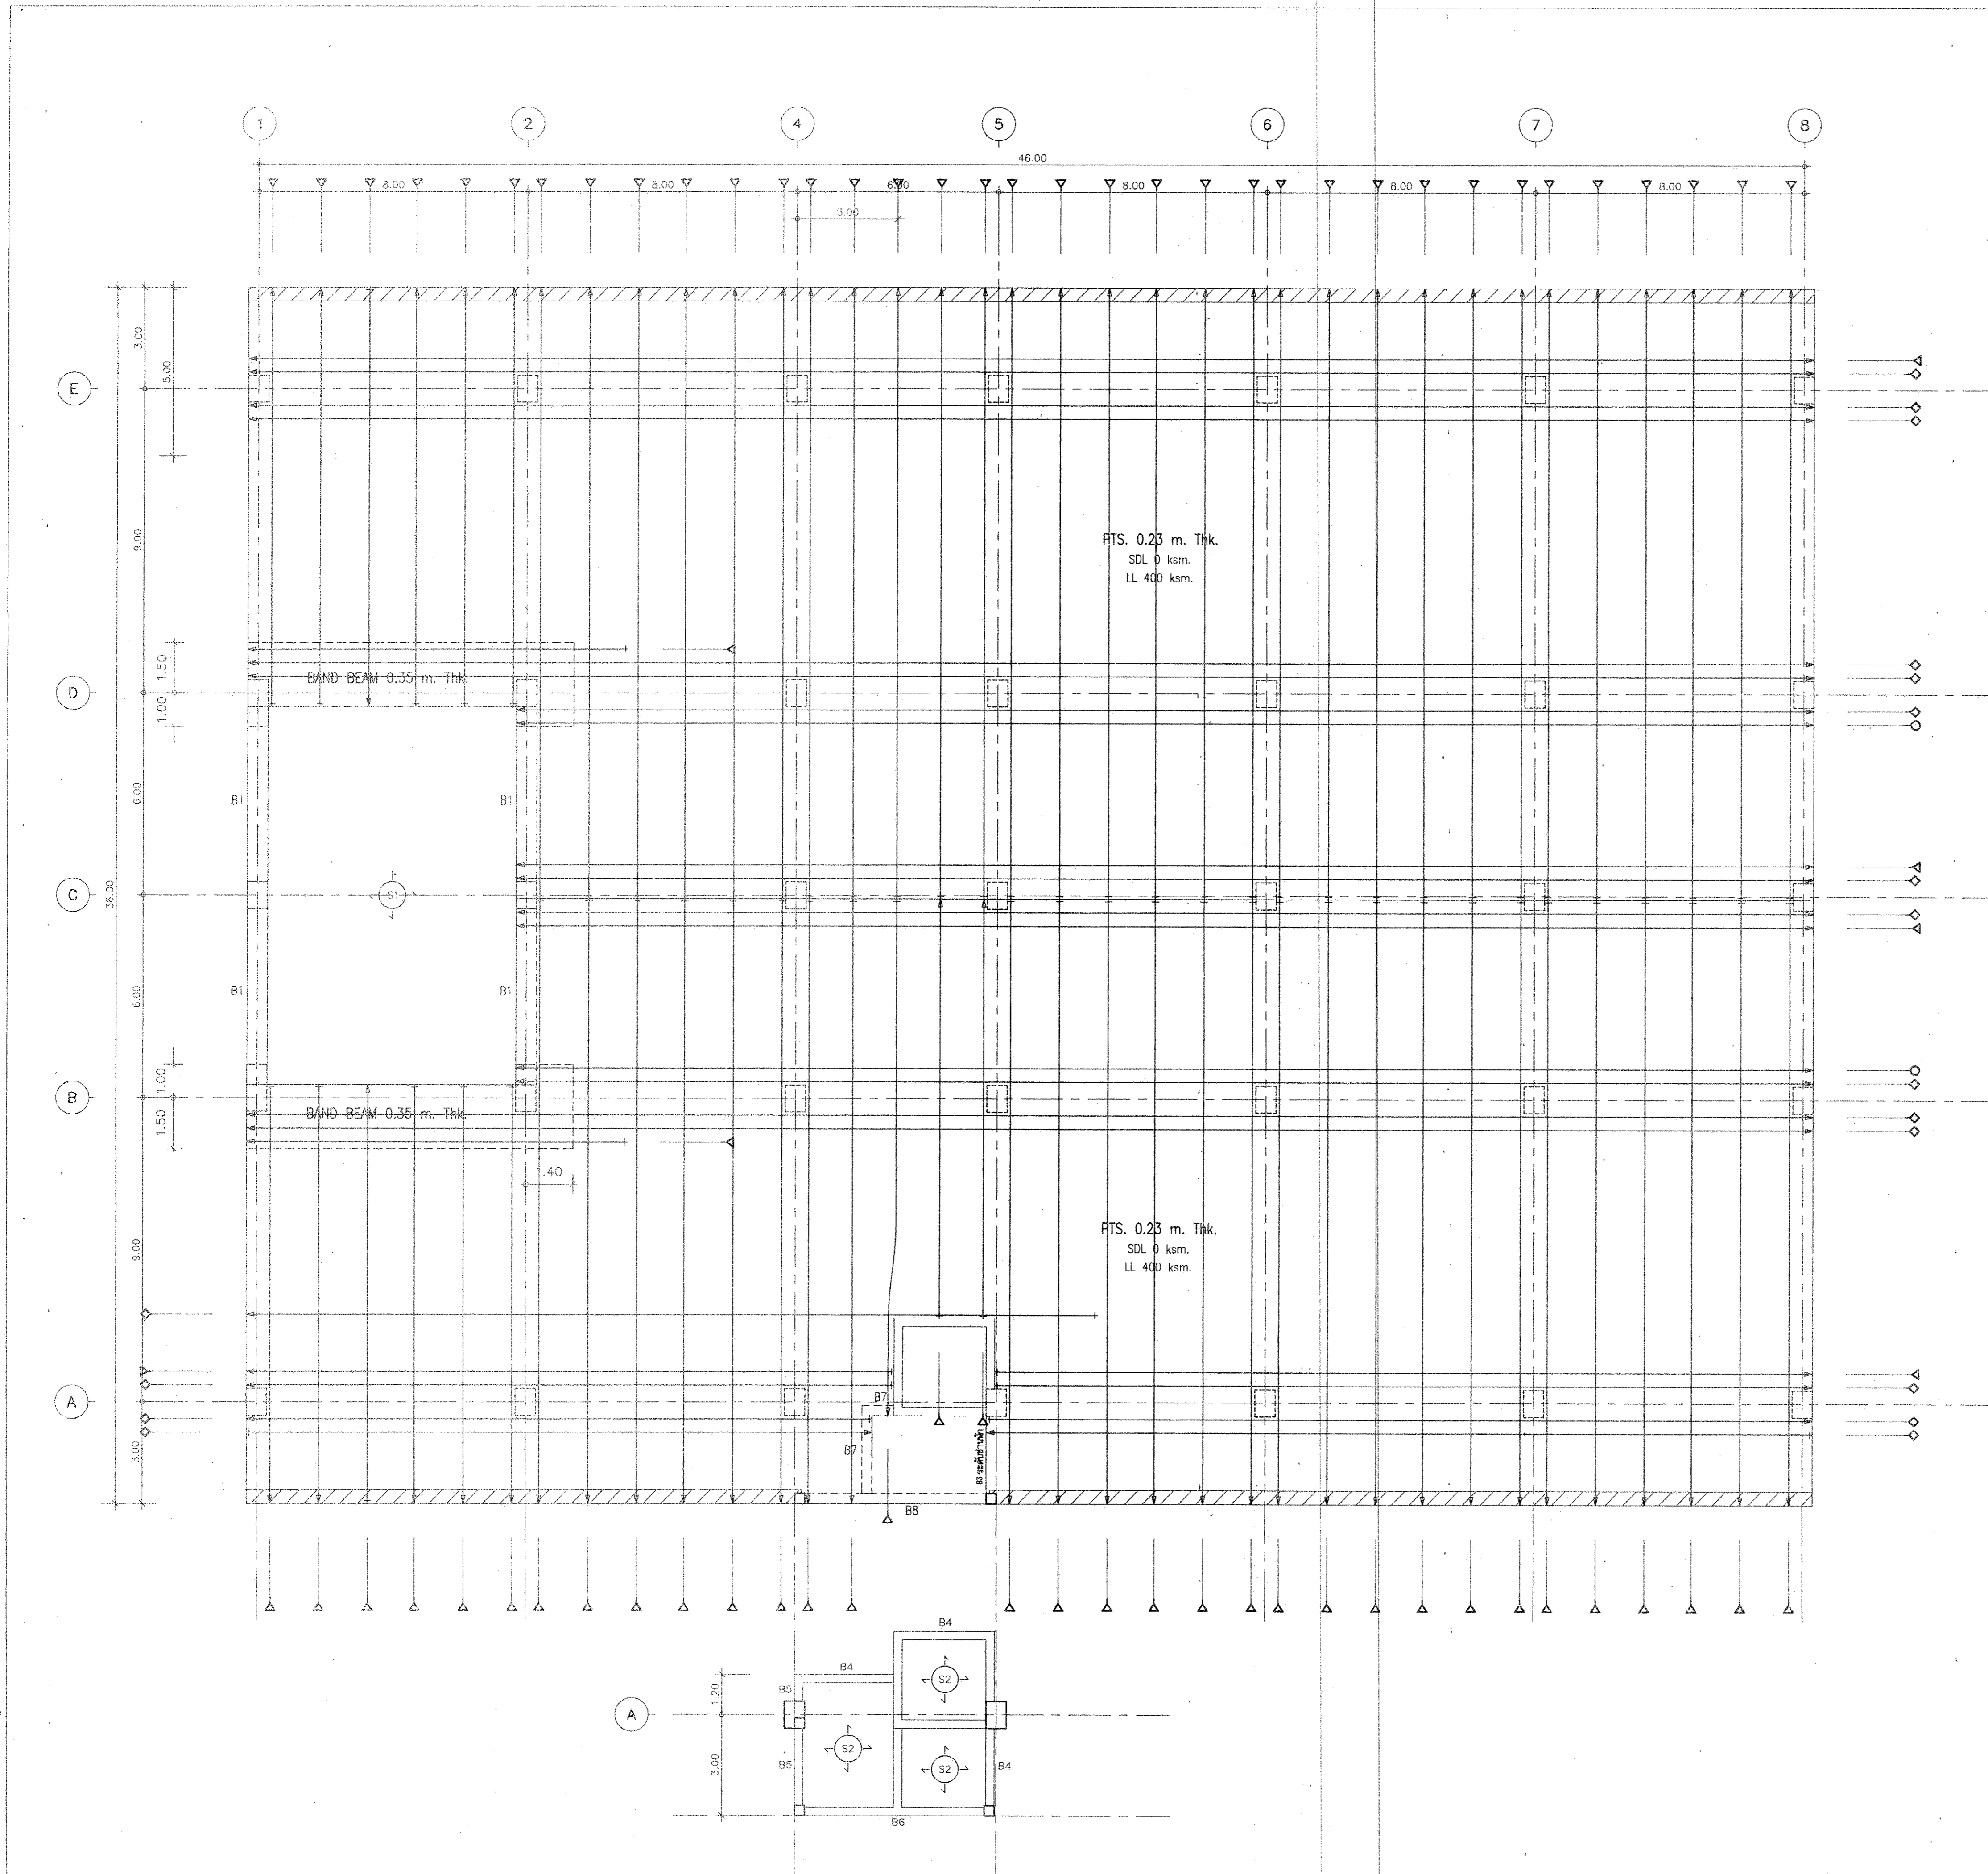 1 2 4 5 6 7 8
46.00
8.00 8.00 6.00 8.00 8.00 8.00
3.00
3.00
5.00
E
PTS. 0.23 m. Thk.
SDL 0 ksm.
LL 400 ksm.
9.00
1.50
BAND BEAM 0.35 m. Thk.
D
1.00
6.00
B1 B1
36.00
C
S1
6.00
B1 B1
1.00
B
BAND BEAM 0.35 m. Thk.
1.50
.40
PTS. 0.23 m. Thk.
SDL 0 ksm.
LL 400 ksm.
9.00
A
B7
3.00
B7
B3
B8
B4
B4
S2
1.20
B5
A
S2
3.00
B5
S2
B4
B6